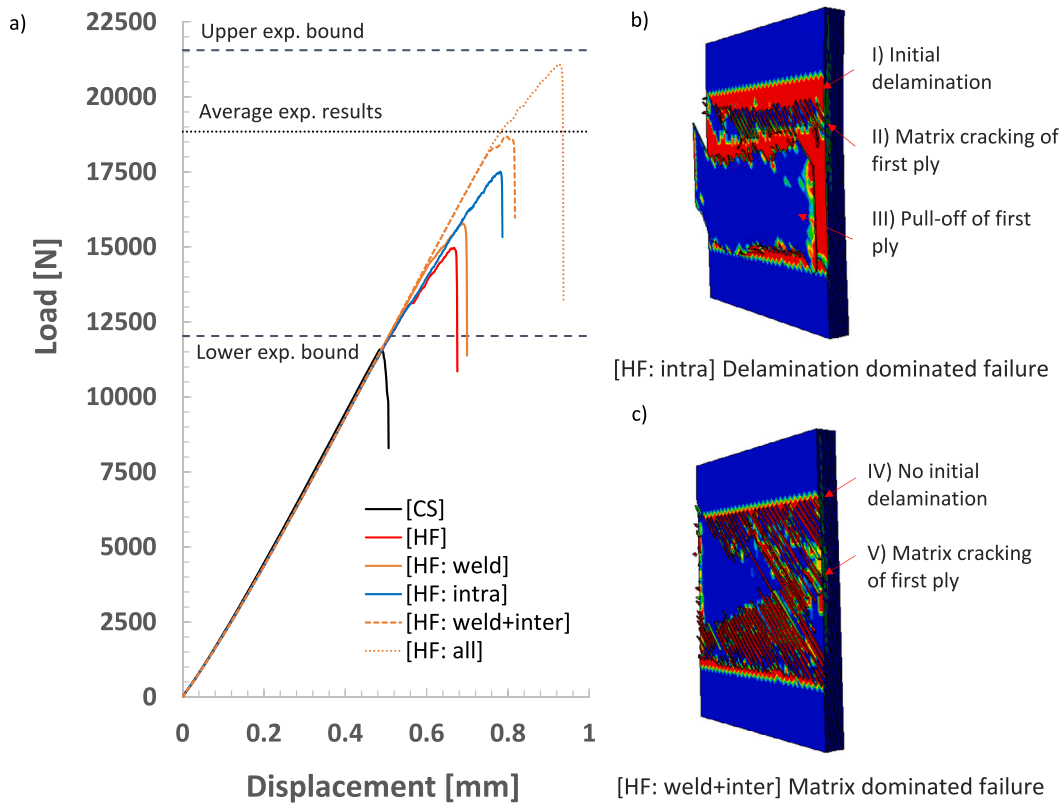 a)
22500
20000
17500
15000
12500
10000
7500
5000
2500
0
Load [N]
Upper exp. bound
Average exp. results
Lower exp. bound
[CS]
[HF]
[HF: weld]
[HF: intra]
[HF: weld+inter]
[HF: all]
0 0.2 0.4 0.6 0.8 1
Displacement [mm]
b)
I) Initial
delamination
II) Matrix cracking of
first ply
III) Pull-off of first
ply
[HF: intra] Delamination dominated failure
c)
IV) No initial
delamination
V) Matrix cracking
of first ply
[HF: weld+inter] Matrix dominated failure